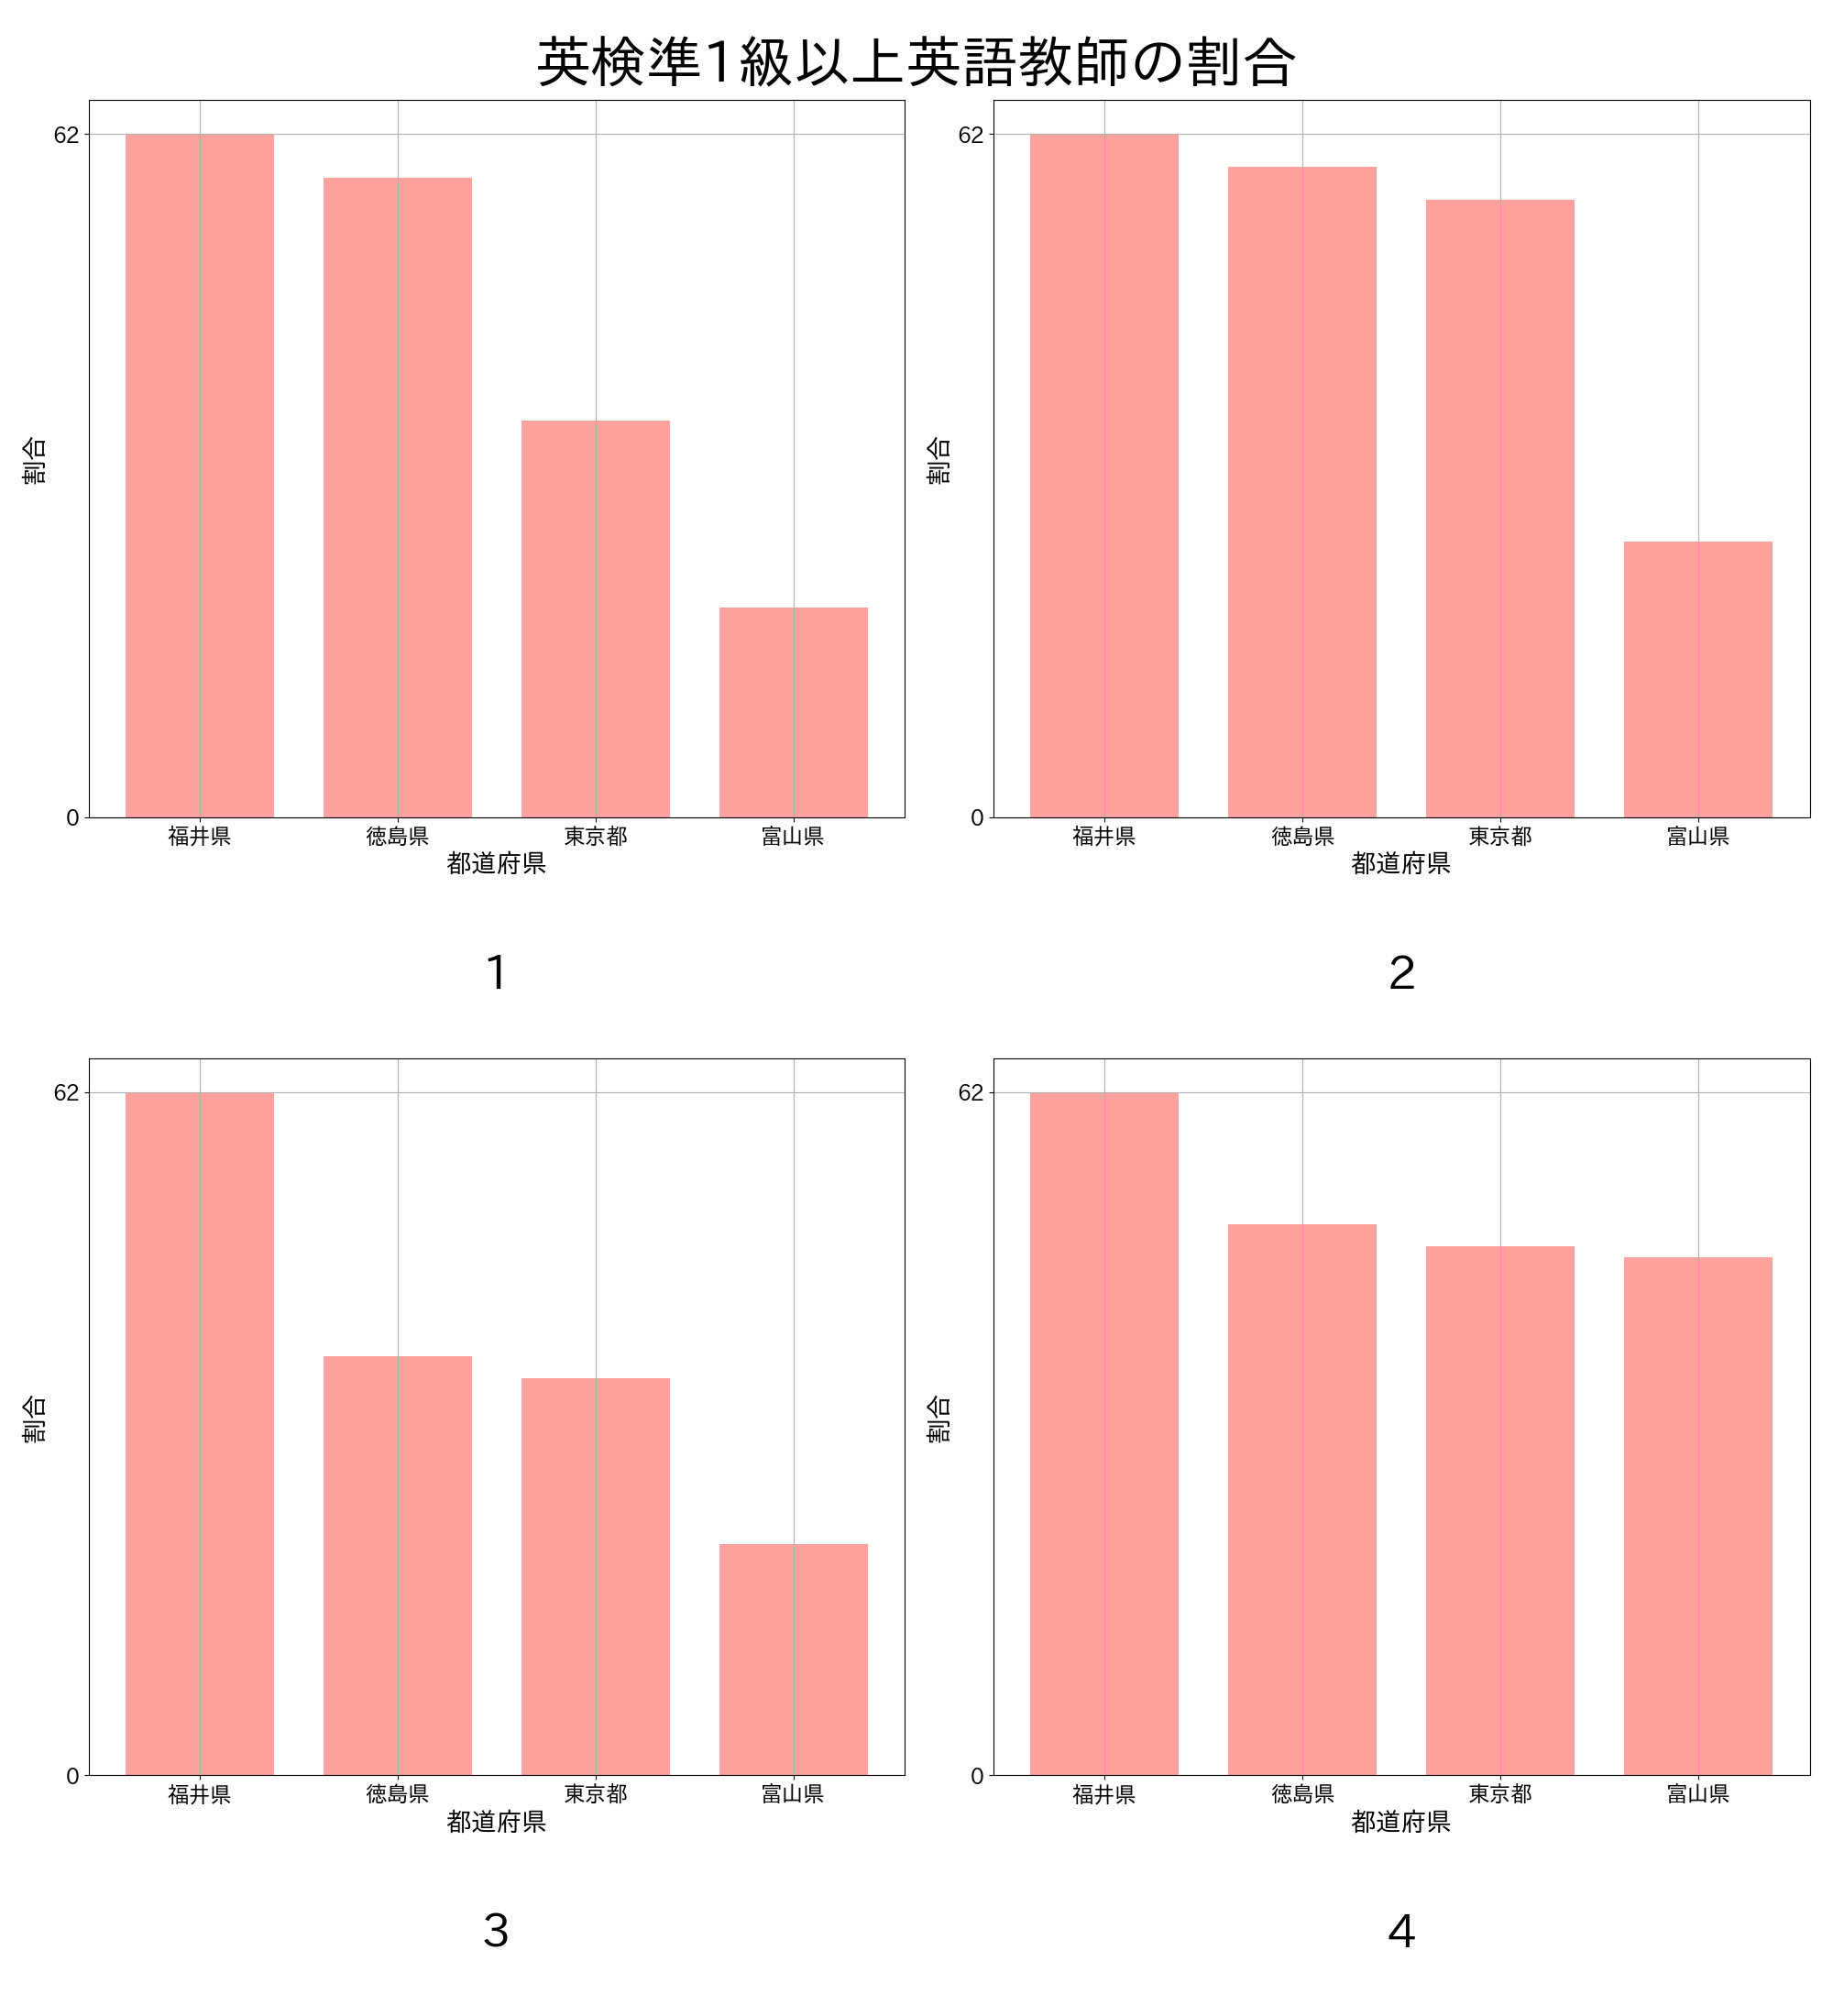 英検準1級以上英語教師の割合
62
0
割合
福井県 徳島県 東京都 富山県
都道府県
1
62
0
割合
福井県 徳島県 東京都 富山県
都道府県
2
62
0
割合
福井県 徳島県 東京都 富山県
都道府県
3
62
0
割合
福井県 徳島県 東京都 富山県
都道府県
4